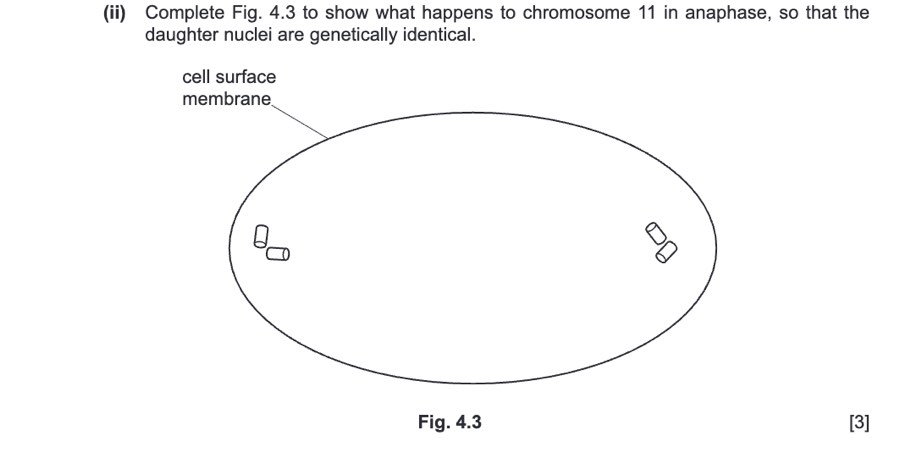 (ii) Complete Fig. 4.3 to show what happens to chromosome 11 in anaphase, so that the
daughter nuclei are genetically identical.
cell surface
membrane
Fig. 4.3
[3]